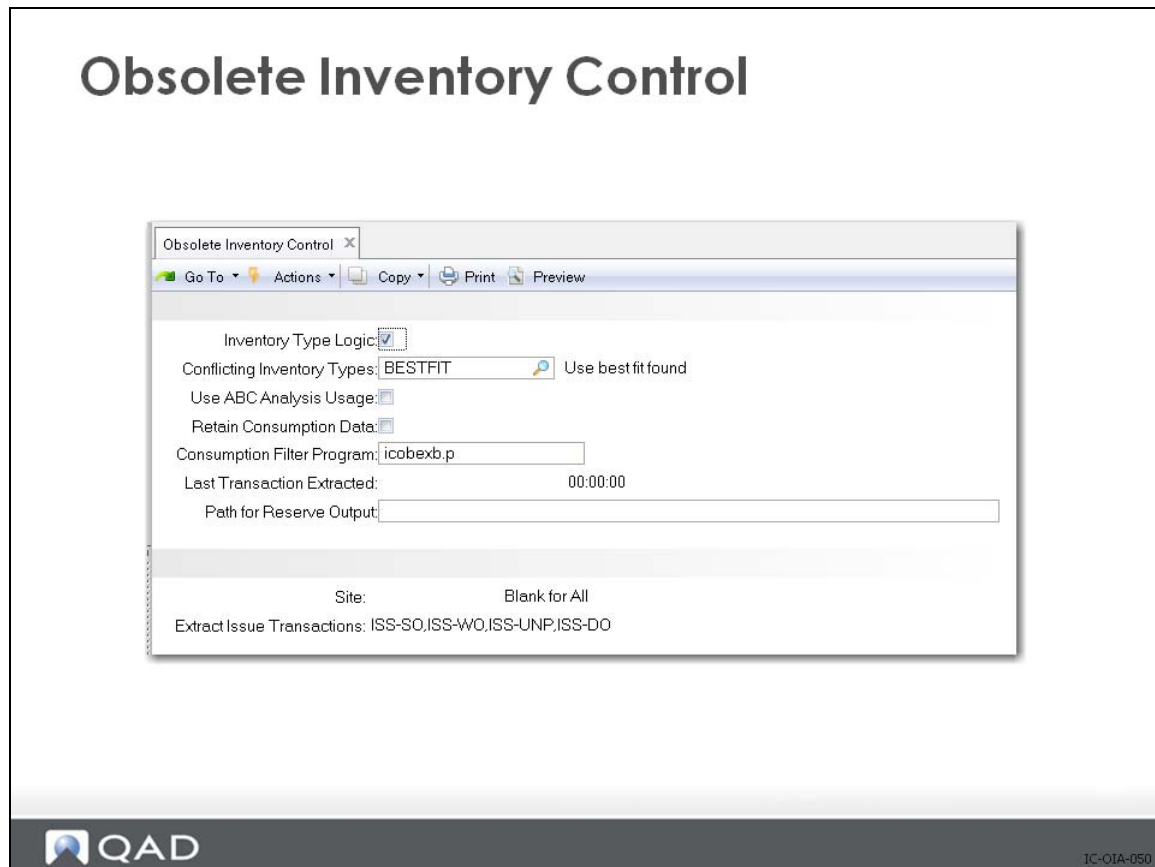 Obsolete Inventory Control
Obsolete Inventory Control
Go To Actions Copy Print Preview
Inventory Type Logic:
Conflicting Inventory Types: BESTFIT Use best fit found
Use ABC Analysis Usage:
Retain Consumption Data:
Consumption Filter Program: icobexb.p
Last Transaction Extracted: 00:00:00
Path for Reserve Output:
Site: Blank for All
Extract Issue Transactions: ISS-SO,ISS-WO,ISS-UNP,ISS-DO
QAD
IC-OIA-050